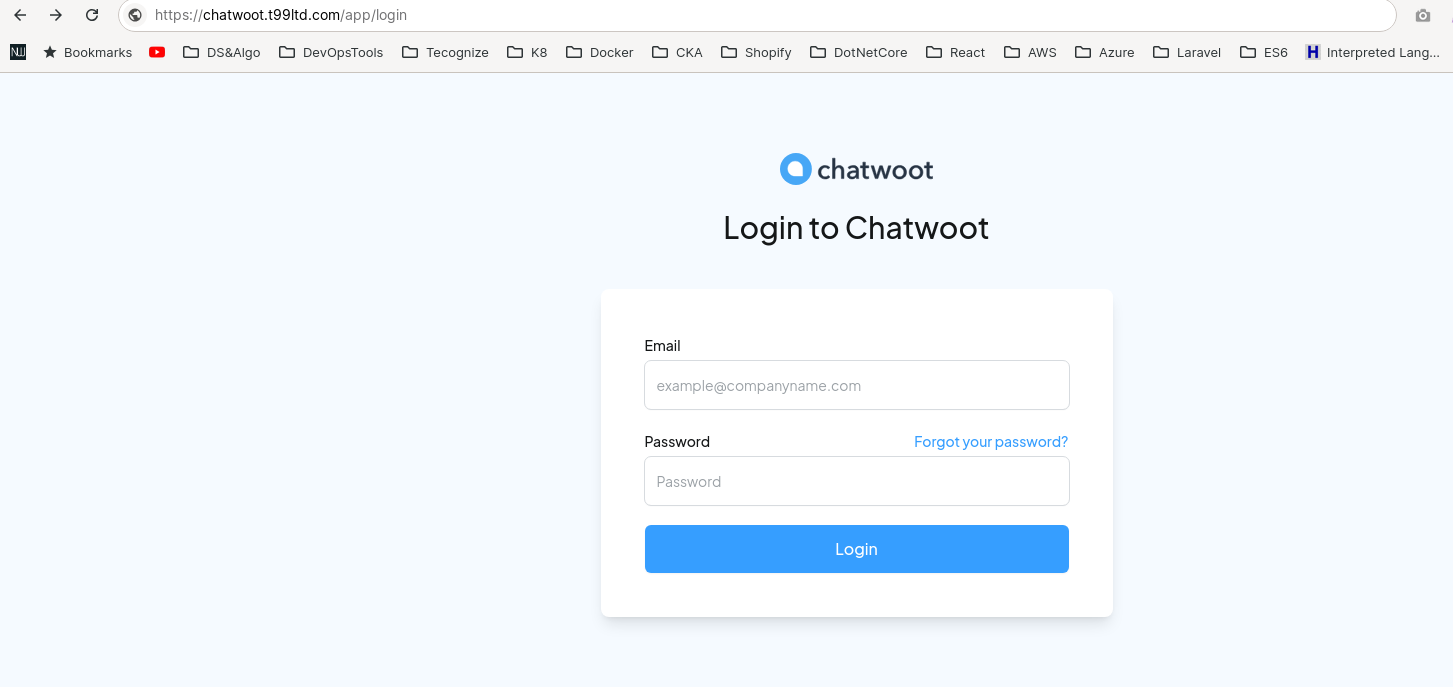 https://chatwoot.t99ltd.com/app/login
Bookmarks DS&Algo DevOpsTools Tecognize K8 Docker CKA Shopify DotNetCore React AWS Azure Laravel ES6 H Interpreted Lang...
chatwoot
Login to Chatwoot
Email
example@companyname.com
Password Forgot your password?
Password
Login